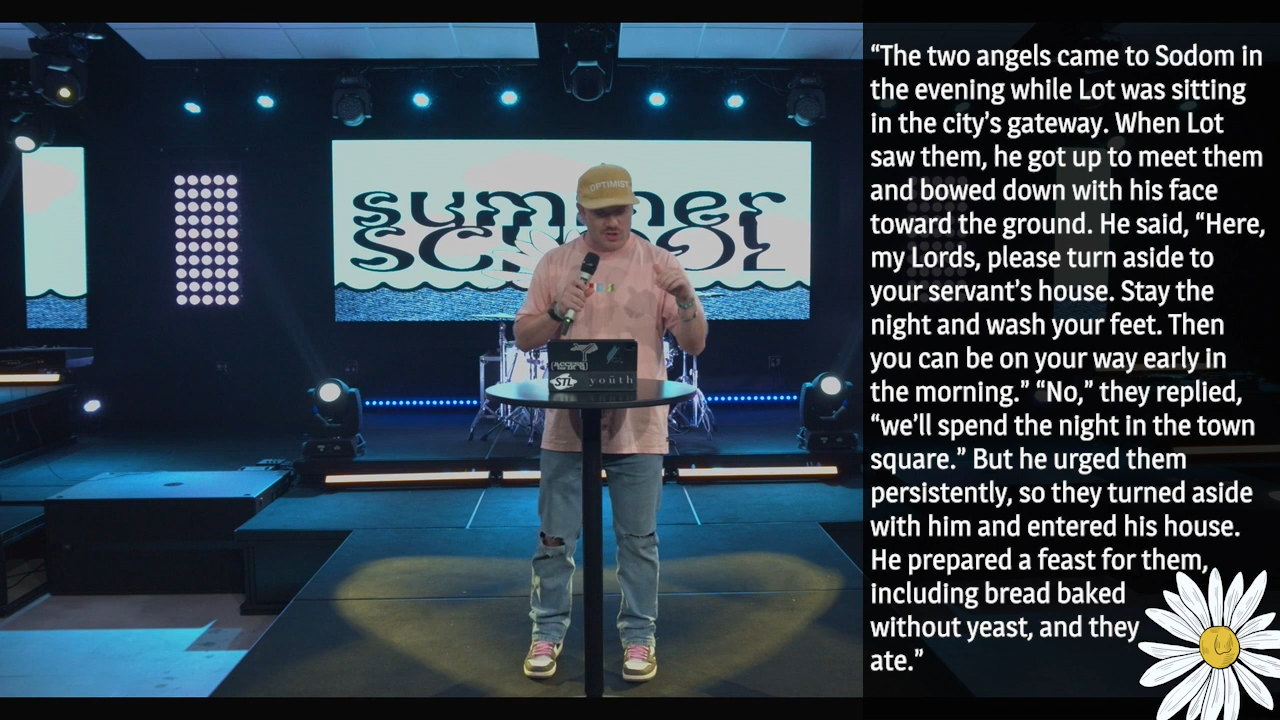 OPTIMIST
summer
SCHOOL
ACCESS
STL
yoüth
“The two angels came to Sodom in
the evening while Lot was sitting
in the city’s gateway. When Lot
saw them, he got up to meet them
and bowed down with his face
toward the ground. He said, “Here,
my Lords, please turn aside to
your servant’s house. Stay the
night and wash your feet. Then
you can be on your way early in
the morning.” “No,” they replied,
“we’ll spend the night in the town
square.” But he urged them
persistently, so they turned aside
with him and entered his house.
He prepared a feast for them,
including bread baked
without yeast, and they
ate.”